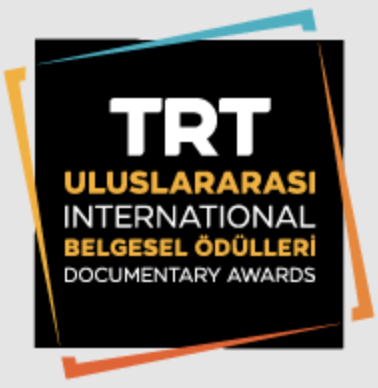 TRT
ULUSLARARASI
INTERNATIONAL
BELGESEL ÖDÜLLERİ
DOCUMENTARY AWARDS